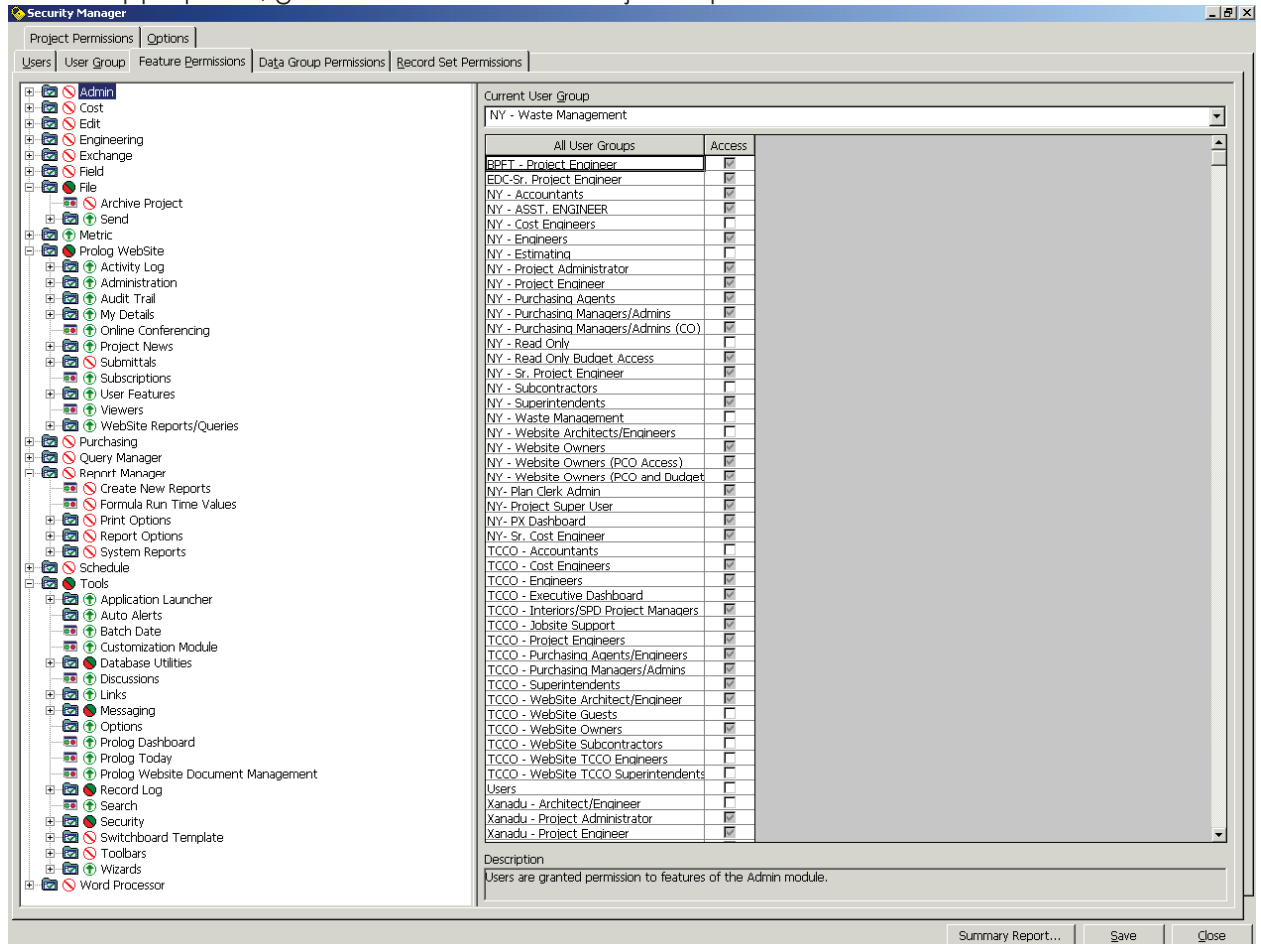 Security Manager
Project Permissions Options
Users User Group Feature Permissions Data Group Permissions Record Set Permissions
Admin
Cost
Edit
Engineering
Exchange
Field
File
Archive Project
Send
Metric
Prolog WebSite
Activity Log
Administration
Audit Trail
My Details
Online Conferencing
Project News
Submittals
Subscriptions
User Features
Viewers
WebSite Reports/Queries
Purchasing
Query Manager
Report Manager
Create New Reports
Formula Run Time Values
Print Options
Report Options
System Reports
Schedule
Tools
Application Launcher
Auto Alerts
Batch Date
Customization Module
Database Utilities
Discussions
Links
Messaging
Options
Prolog Dashboard
Prolog Today
Prolog Website Document Management
Record Log
Search
Security
Switchboard Template
Toolbars
Wizards
Word Processor
Current User Group
NY - Waste Management
All User Groups Access
BPFT - Project Engineer
EDC-Sr. Project Engineer
NY - Accountants
NY - ASST. ENGINEER
NY - Cost Engineers
NY - Engineers
NY - Estimating
NY - Project Administrator
NY - Project Engineer
NY - Purchasing Agents
NY - Purchasing Managers/Admins
NY - Purchasing Managers/Admins (CO)
NY - Read Only
NY - Read Only Budget Access
NY - Sr. Project Engineer
NY - Subcontractors
NY - Superintendents
NY - Waste Management
NY - Website Architects/Engineers
NY - Website Owners
NY - Website Owners (PCO Access)
NY - Website Owners (PCO and Budget
NY- Plan Clerk Admin
NY- Project Super User
NY- PX Dashboard
NY- Sr. Cost Engineer
TCCO - Accountants
TCCO - Cost Engineers
TCCO - Engineers
TCCO - Executive Dashboard
TCCO - Interiors/SPD Project Managers
TCCO - Jobsite Support
TCCO - Project Engineers
TCCO - Purchasing Agents/Engineers
TCCO - Purchasing Managers/Admins
TCCO - Superintendents
TCCO - WebSite Architect/Engineer
TCCO - WebSite Guests
TCCO - WebSite Owners
TCCO - WebSite Subcontractors
TCCO - WebSite TCCO Engineers
TCCO - WebSite TCCO Superintendents
Users
Xanadu - Architect/Engineer
Xanadu - Project Administrator
Xanadu - Project Engineer
Description
Users are granted permission to features of the Admin module.
Summary Report... Save Close